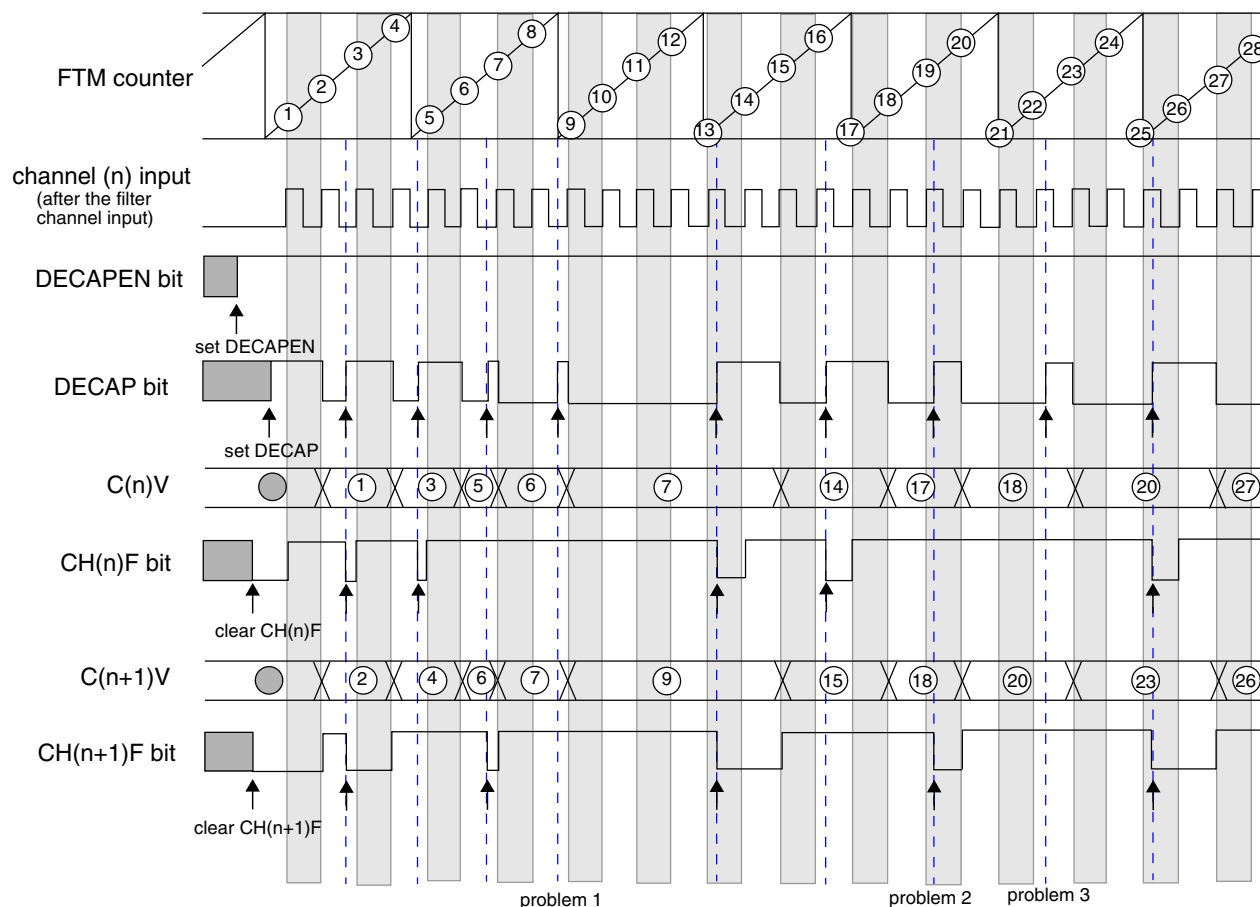 FTM counter
1 2 3 4 5 6 7 8 9 10 11 12 13 14 15 16 17 18 19 20 21 22 23 24 25 26 27 28
channel (n) input
(after the filter
channel input)
DECAPEN bit
set DECAPEN
DECAP bit
set DECAP
C(n)V
1 3 5 6 7 14 17 18 20 27
CH(n)F bit
clear CH(n)F
C(n+1)V
2 4 6 7 9 15 18 20 23 26
CH(n+1)F bit
clear CH(n+1)F
problem 1 problem 2 problem 3